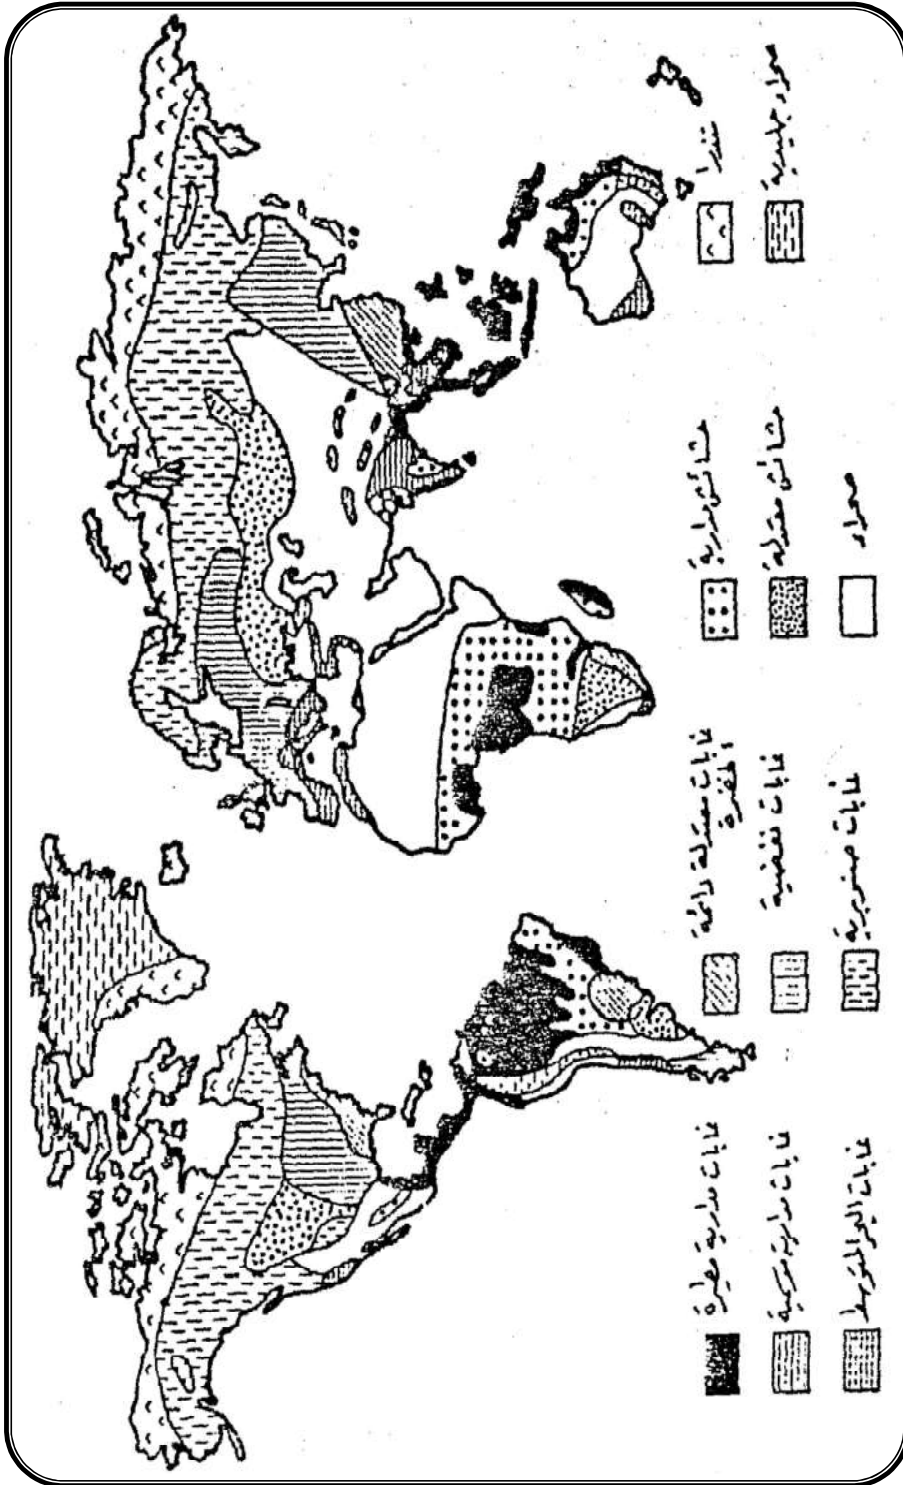 غابات مدارية مطيرة
غابات مدارية موسمية
غابات البحر المتوسط
غابات معتدلة دائمة
الخضرة
غابات نفضية
غابات صنوبرية
حشائش مدارية
حشائش معتدلة
صحراء
تندرا
صحراء جليدية